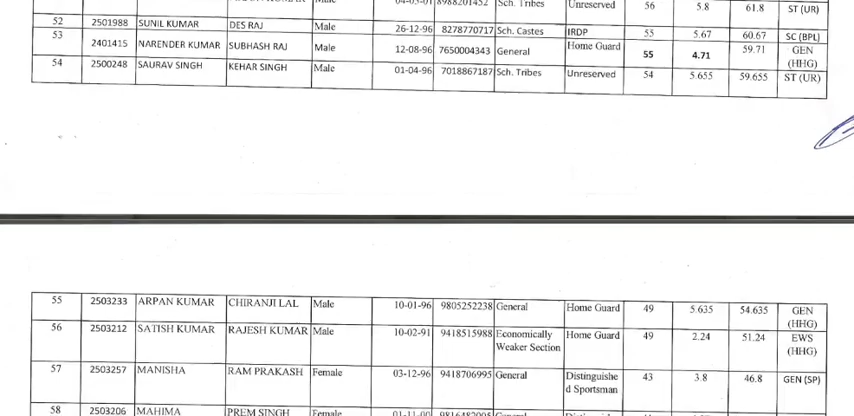 Sch. Tribes Unreserved 56 5.8 61.8 ST (UR)
52 2501988 SUNIL KUMAR DES RAJ Male 26-12-96 8278770717 Sch. Castes IRDP 55 5.67 60.67 SC (BPL)
53 2401415 NARENDER KUMAR SUBHASH RAJ Male 12-08-96 7650004343 General Home Guard 55 4.71 59.71 GEN
(HHG)
54 2500248 SAURAV SINGH KEHAR SINGH Male 01-04-96 7018867187 Sch. Tribes Unreserved 54 5.655 59.655 ST (UR)
55 2503233 ARPAN KUMAR CHIRANJI LAL Male 10-01-96 9805252238 General Home Guard 49 5.635 54.635 GEN
(HHG)
56 2503212 SATISH KUMAR RAJESH KUMAR Male 10-02-91 9418515988 Economically Home Guard 49 2.24 51.24 EWS
Weaker Section (HHG)
57 2503257 MANISHA RAM PRAKASH Female 03-12-96 9418706995 General Distinguishe 43 3.8 46.8 GEN (SP)
d Sportsman
58 2503206 MAHIMA PREM SINGH Female